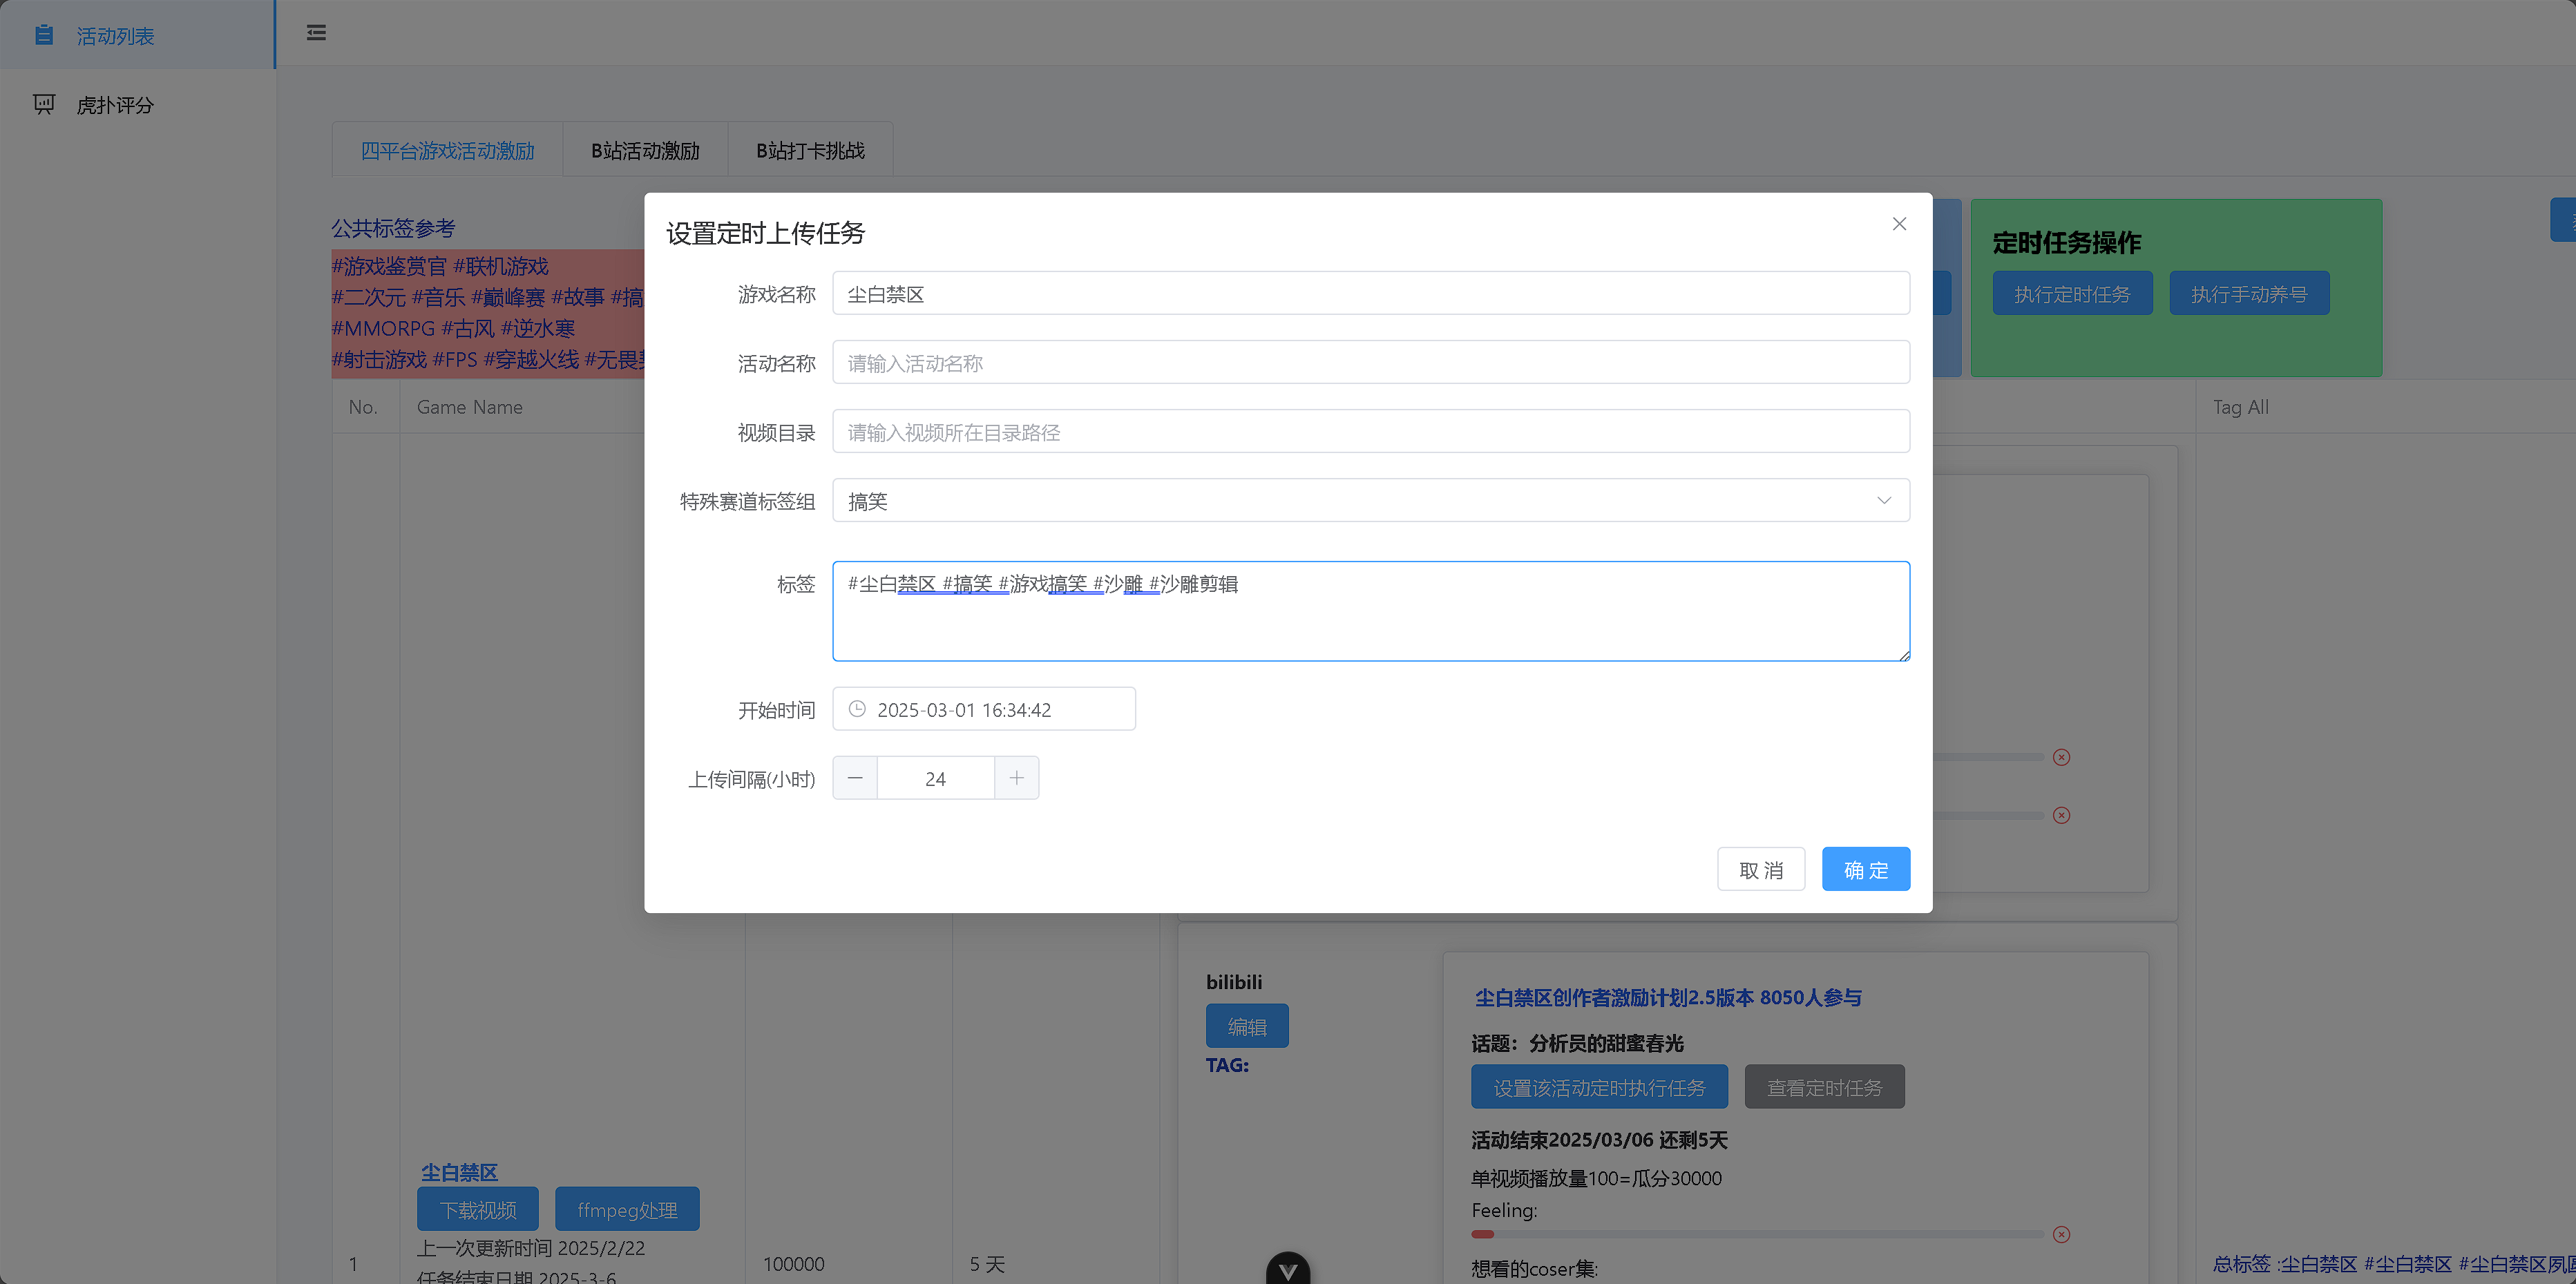 活动列表
虎扑评分
四平台游戏活动激励
B站活动激励
B站打卡挑战
公共标签参考
#游戏鉴赏官 #联机游戏
#二次元 #音乐 #巅峰赛 #故事 #搞
#MMORPG #古风 #逆水寒
#射击游戏 #FPS #穿越火线 #无畏
定时任务操作
执行定时任务
执行手动养号
No.
Game Name
Tag All
设置定时上传任务
游戏名称
尘白禁区
活动名称
请输入活动名称
视频目录
请输入视频所在目录路径
特殊赛道标签组
搞笑
标签
#尘白禁区 #搞笑 #游戏搞笑 #沙雕 #沙雕剪辑
开始时间
2025-03-01 16:34:42
上传间隔(小时)
24
取 消
确 定
bilibili
编辑
TAG:
尘白禁区创作者激励计划2.5版本 8050人参与
话题：分析员的甜蜜春光
设置该活动定时执行任务
查看定时任务
活动结束2025/03/06 还剩5天
单视频播放量100=瓜分30000
Feeling:
想看的coser集:
尘白禁区
下载视频
ffmpeg处理
上一次更新时间 2025/2/22
任务结束日期 2025-3-6
1
100000
5 天
总标签 :尘白禁区 #尘白禁区 #尘白禁区夙